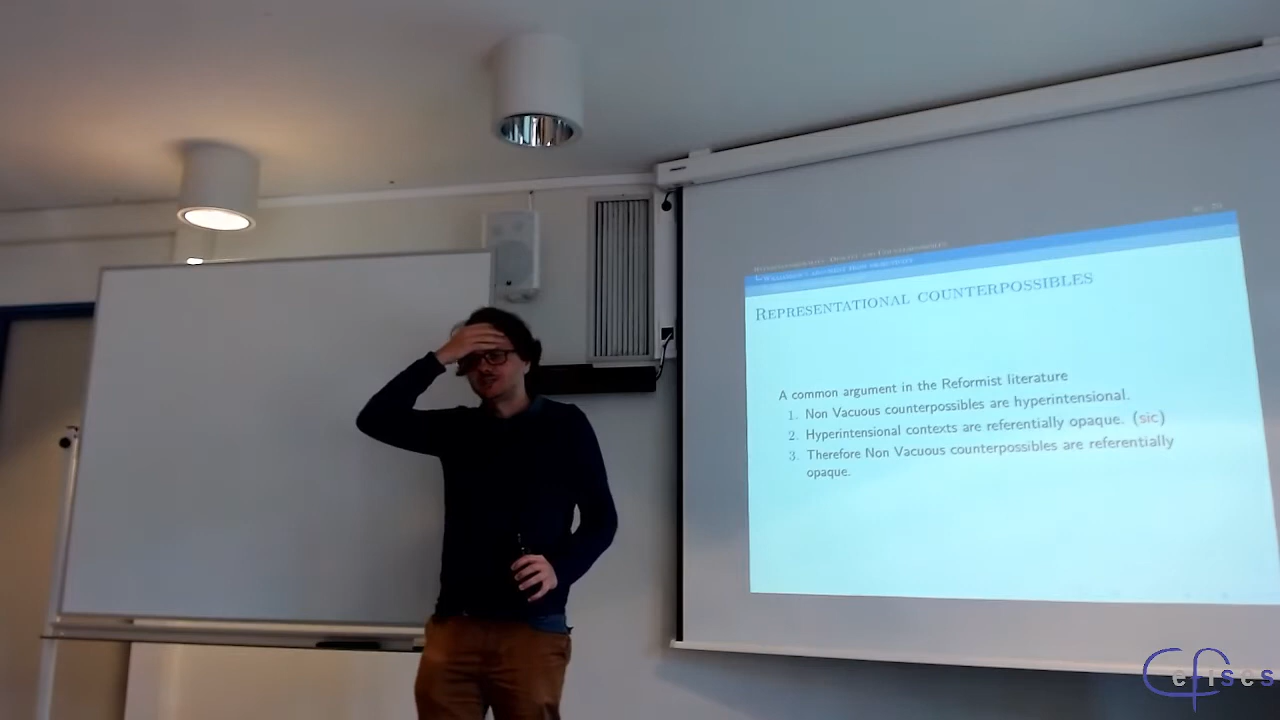 REPRESENTATIONAL COUNTERPOSSIBLES
A common argument in the Reformist literature
1. Non Vacuous counterpossibles are hyperintensional.
2. Hyperintensional contexts are referentially opaque. (sic)
3. Therefore Non Vacuous counterpossibles are referentially
opaque.
Cefises